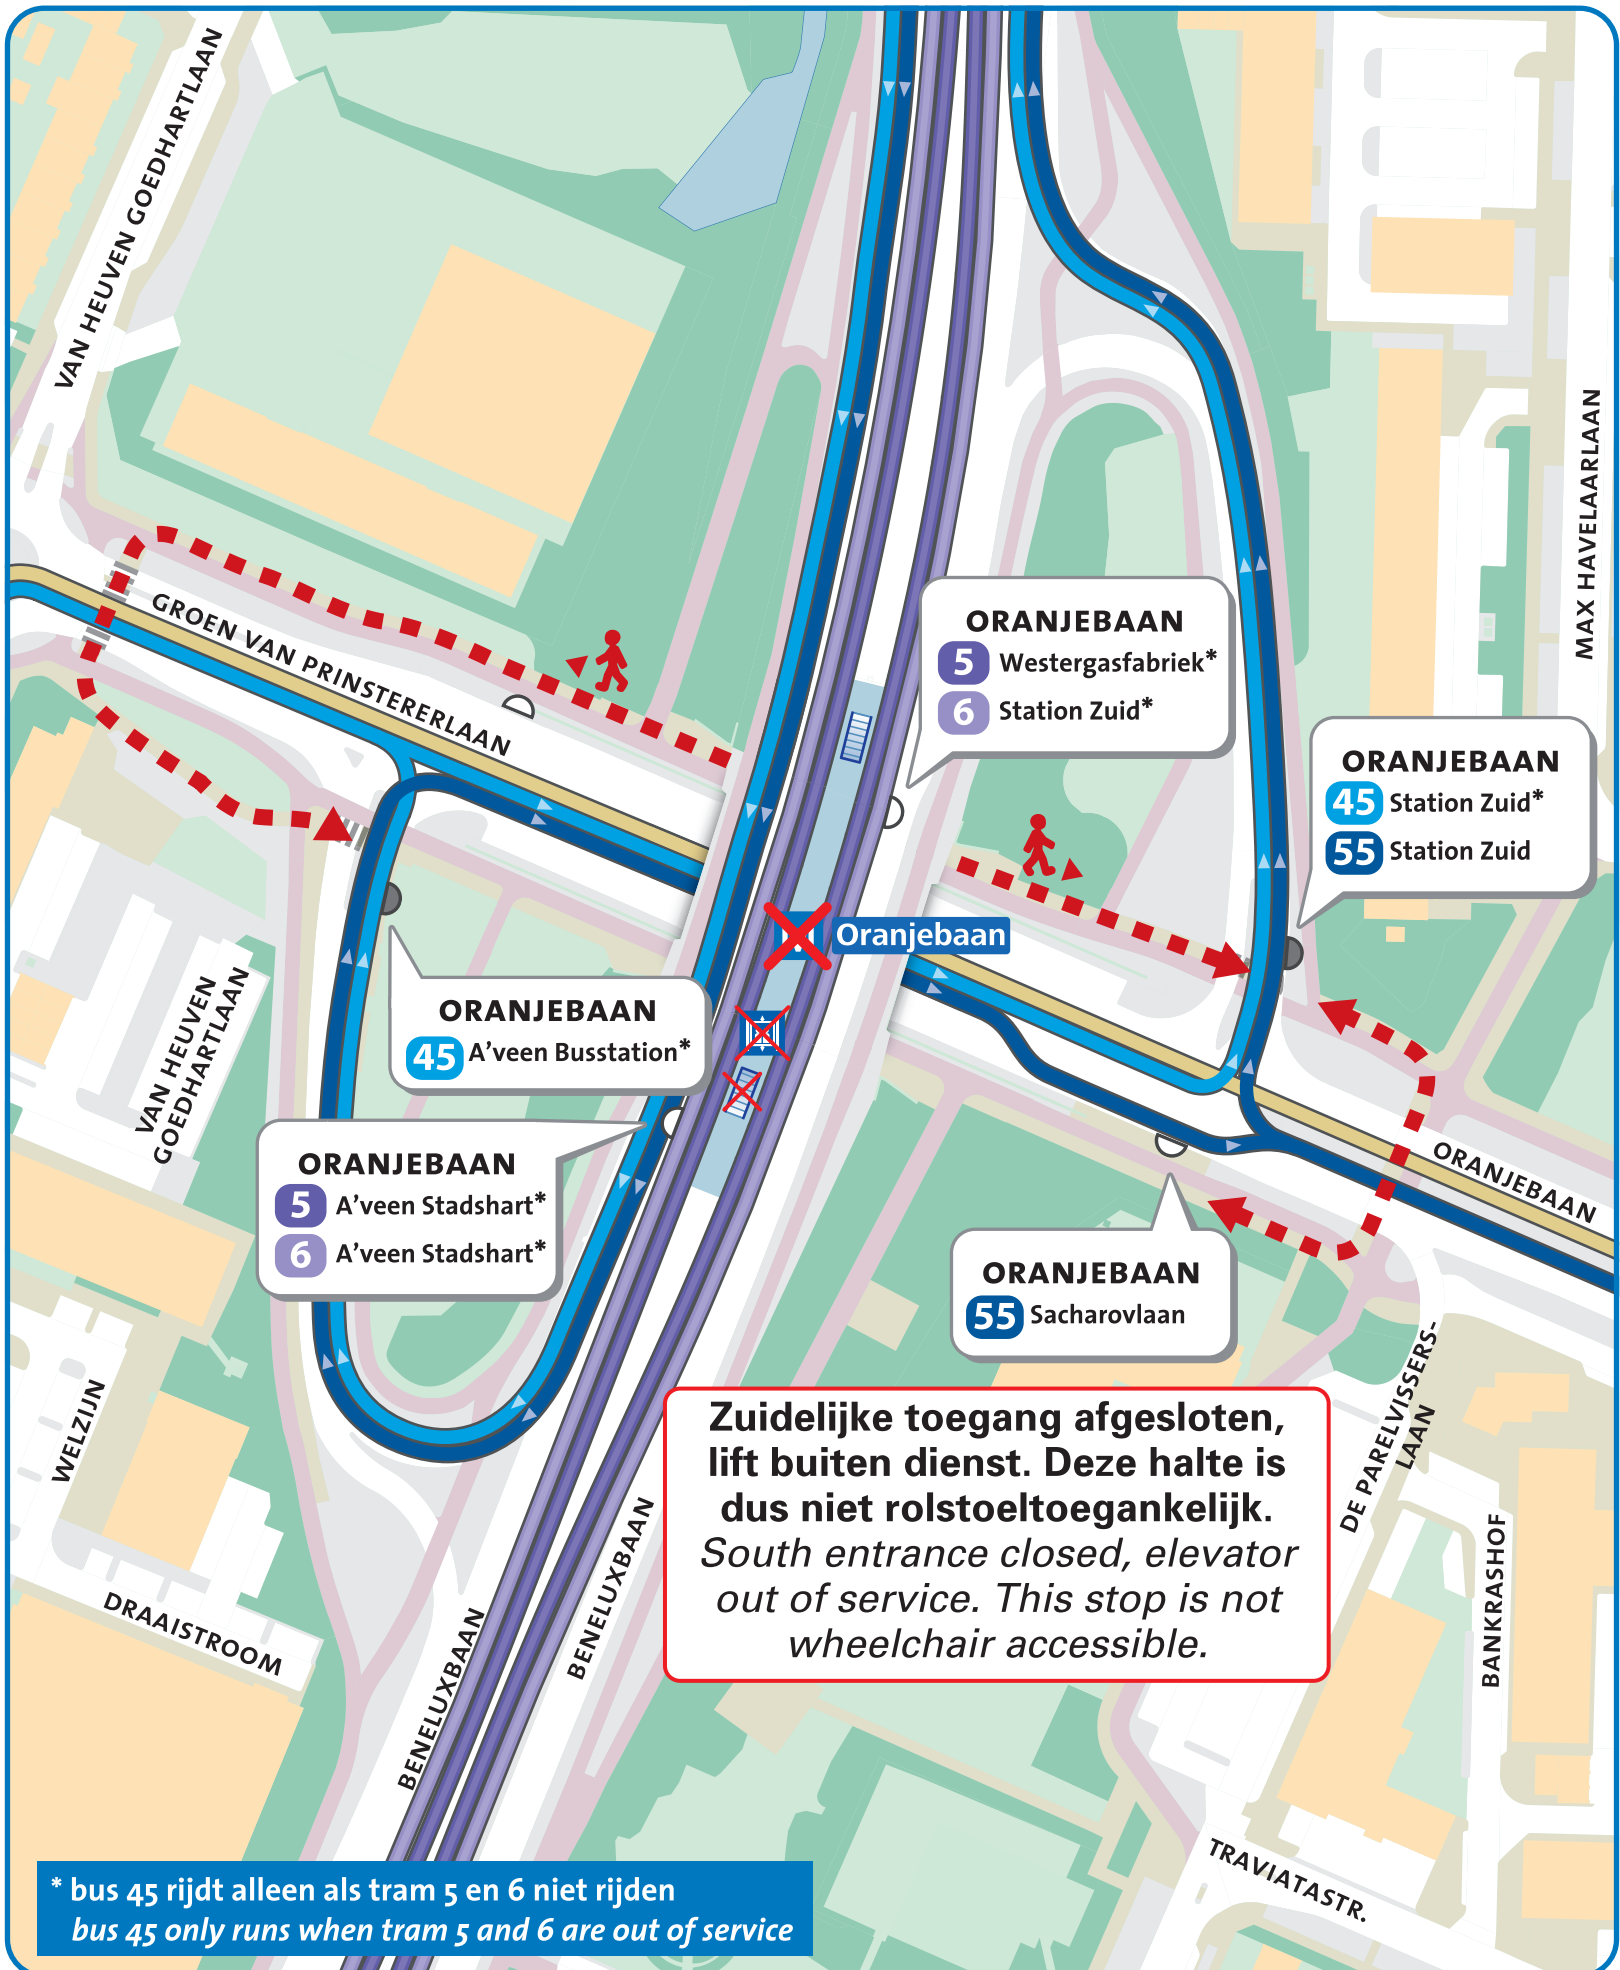 VAN HEUVEN GOEDHARTLAAN
MAX HAVELAARLAAN
GROEN VAN PRINSTERERLAAN
ORANJEBAAN
5 Westergasfabriek*
6 Station Zuid*
ORANJEBAAN
45 Station Zuid*
55 Station Zuid
Oranjebaan
ORANJEBAAN
45 A'veen Busstation*
VAN HEUVEN
GOEDHARTLAAN
ORANJEBAAN
5 A'veen Stadshart*
6 A'veen Stadshart*
ORANJEBAAN
ORANJEBAAN
55 Sacharovlaan
WELZIJN
DE PARELVISSERS-
LAAN
Zuidelijke toegang afgesloten,
lift buiten dienst. Deze halte is
dus niet rolstoeltoegankelijk.
South entrance closed, elevator
out of service. This stop is not
wheelchair accessible.
BANKRASHOF
DRAAISTROOM
BENELUXBAAN
BENELUXBAAN
TRAVIATASTR.
* bus 45 rijdt alleen als tram 5 en 6 niet rijden
bus 45 only runs when tram 5 and 6 are out of service